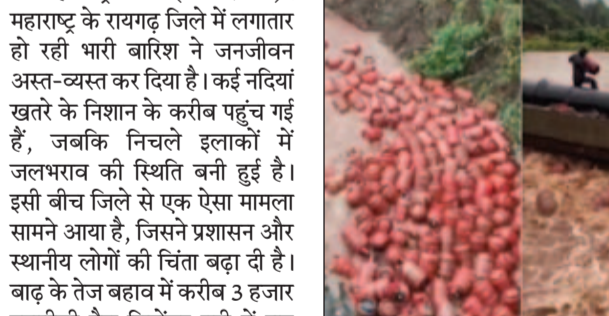 महाराष्ट्र के रायगढ़ जिले में लगातार
हो रही भारी बारिश ने जनजीवन
अस्त-व्यस्त कर दिया है। कई नदियां
खतरे के निशान के करीब पहुंच गई
हैं, जबकि निचले इलाकों में
जलभराव की स्थिति बनी हुई है।
इसी बीच जिले से एक ऐसा मामला
सामने आया है, जिसने प्रशासन और
स्थानीय लोगों की चिंता बढ़ा दी है।
बाढ़ के तेज बहाव में करीब 3 हजार